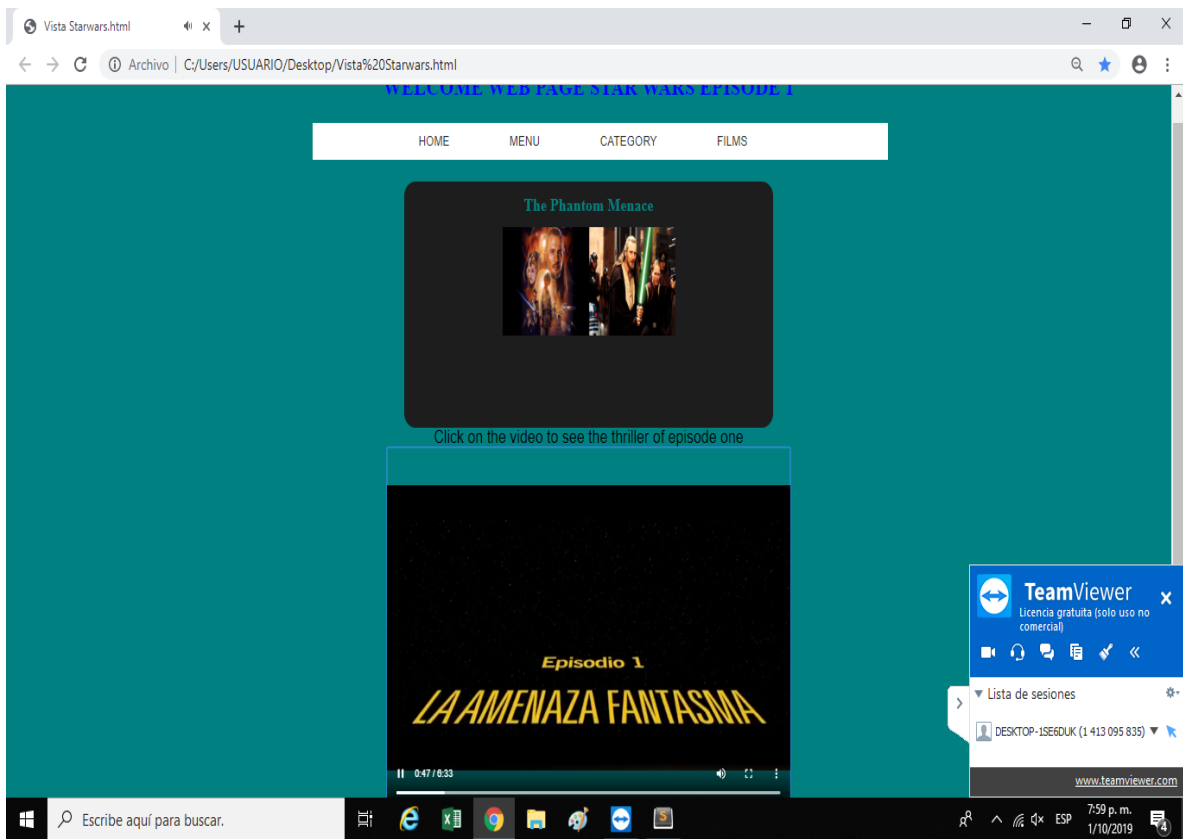 Vista Starwars.html
Archivo | C:/Users/USUARIO/Desktop/Vista%20Starwars.html
WELCOME WEB PAGE STAR WARS EPISODE 1
HOME MENU CATEGORY FILMS
The Phantom Menace
Click on the video to see the thriller of episode one
Episodio 1
LA AMENAZA FANTASMA
0:47 / 6:33
TeamViewer
Licencia gratuita (solo uso no
comercial)
Lista de sesiones
DESKTOP-1SE6DUK (1 413 095 835)
www.teamviewer.com
Escribe aquí para buscar.
ESP
7:59 p. m.
1/10/2019
4